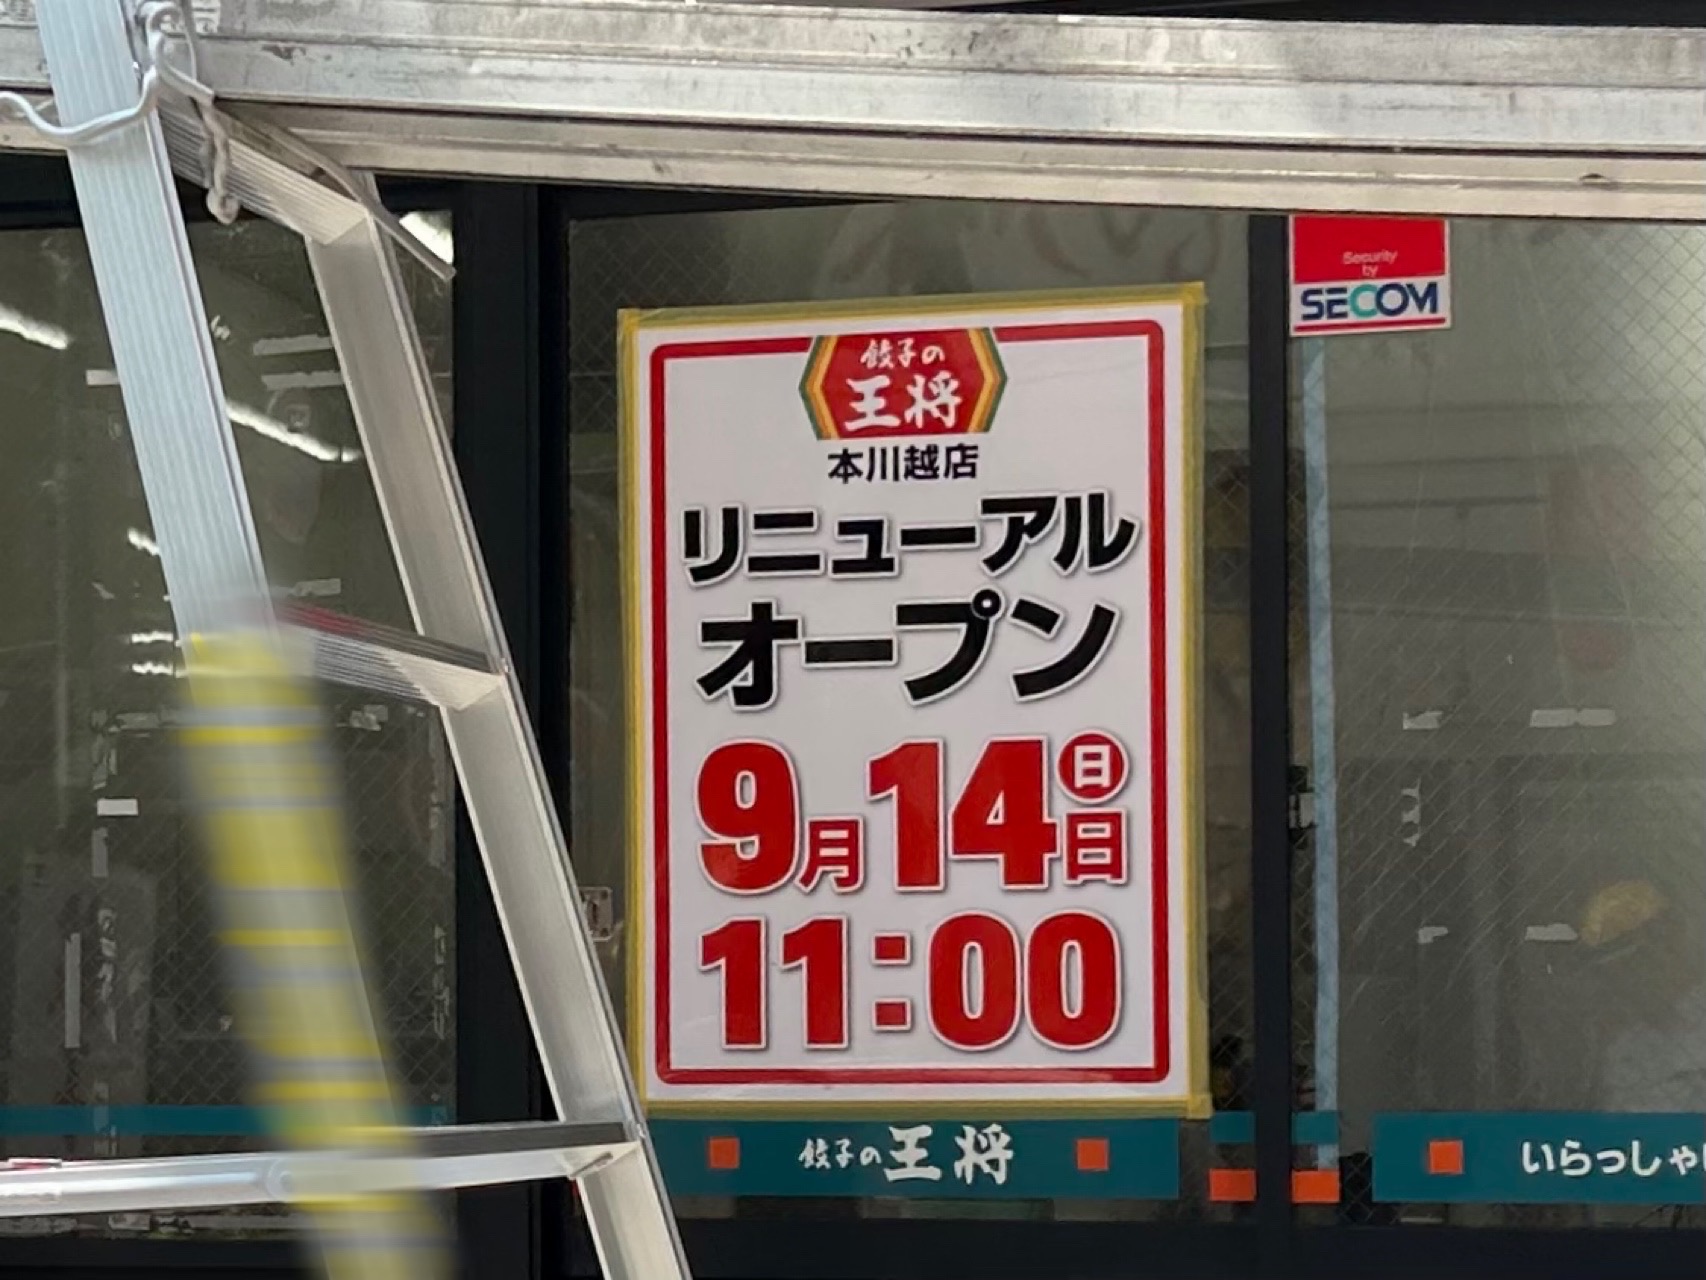 Security
by
SECOM
餃子の
王将
本川越店
リニューアル
オープン
9月14日㊐
11:00
餃子の王将
いらっしゃ